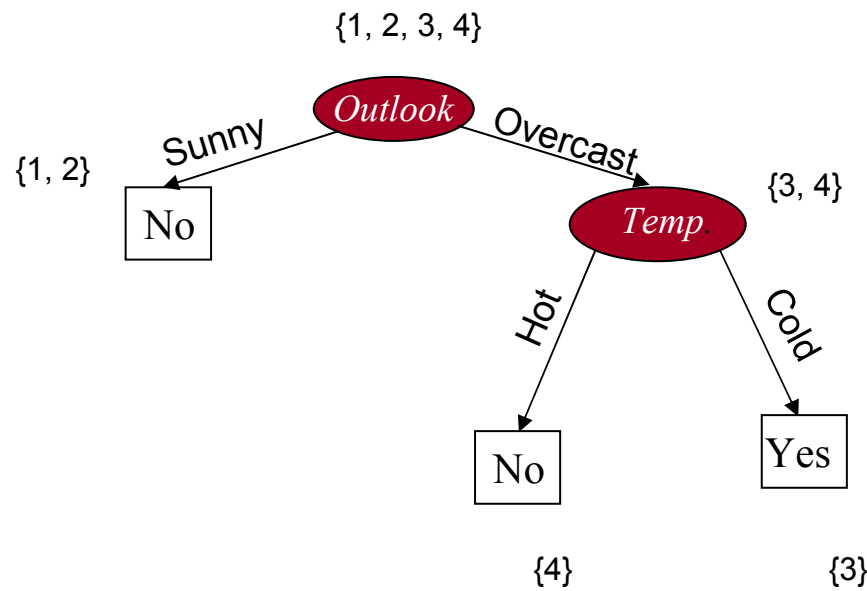 {1, 2, 3, 4}
Outlook
Sunny
Overcast
{1, 2}
{3, 4}
No
Temp.
Hot
Cold
No
Yes
{4}
{3}